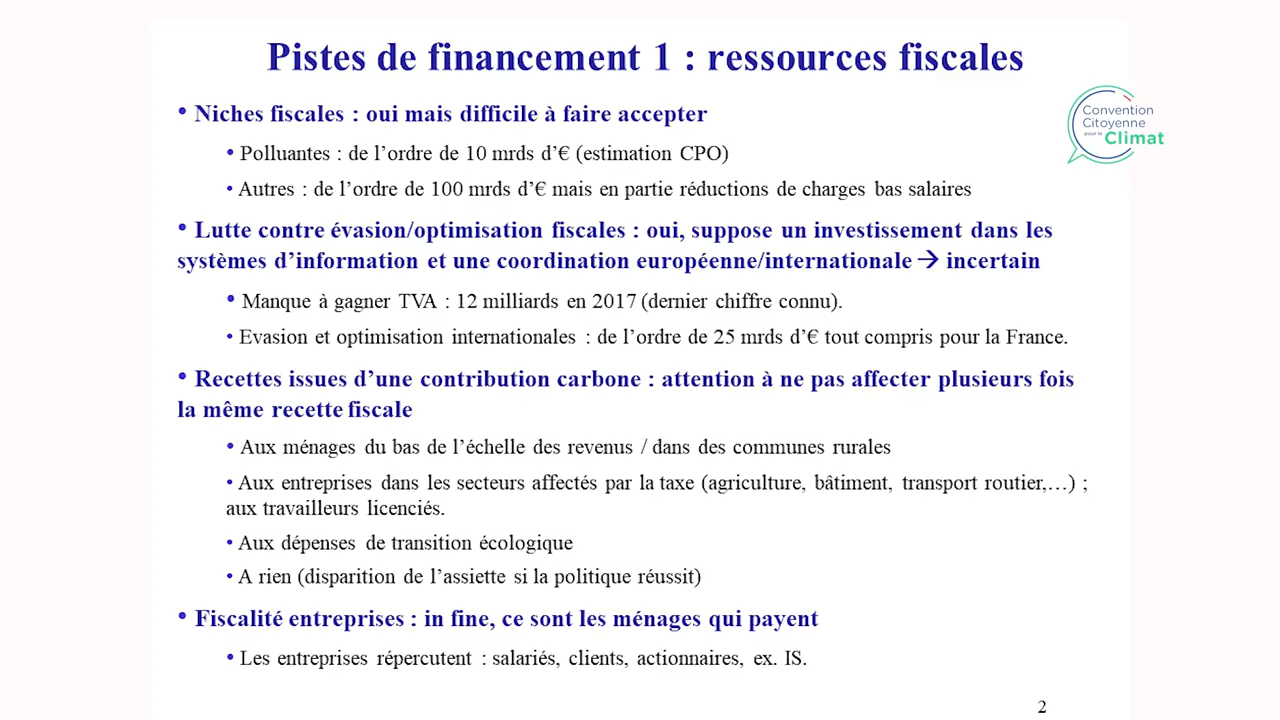 Pistes de financement 1 : ressources fiscales
• Niches fiscales : oui mais difficile à faire accepter
• Polluantes : de l’ordre de 10 mrds d’€ (estimation CPO)
• Autres : de l’ordre de 100 mrds d’€ mais en partie réductions de charges bas salaires
• Lutte contre évasion/optimisation fiscales : oui, suppose un investissement dans les
systèmes d’information et une coordination européenne/internationale → incertain
• Manque à gagner TVA : 12 milliards en 2017 (dernier chiffre connu).
• Evasion et optimisation internationales : de l’ordre de 25 mrds d’€ tout compris pour la France.
• Recettes issues d’une contribution carbone : attention à ne pas affecter plusieurs fois
la même recette fiscale
• Aux ménages du bas de l’échelle des revenus / dans des communes rurales
• Aux entreprises dans les secteurs affectés par la taxe (agriculture, bâtiment, transport routier,…) ;
aux travailleurs licenciés.
• Aux dépenses de transition écologique
• A rien (disparition de l’assiette si la politique réussit)
• Fiscalité entreprises : in fine, ce sont les ménages qui payent
• Les entreprises répercutent : salariés, clients, actionnaires, ex. IS.
2
Convention
Citoyenne
pour le Climat